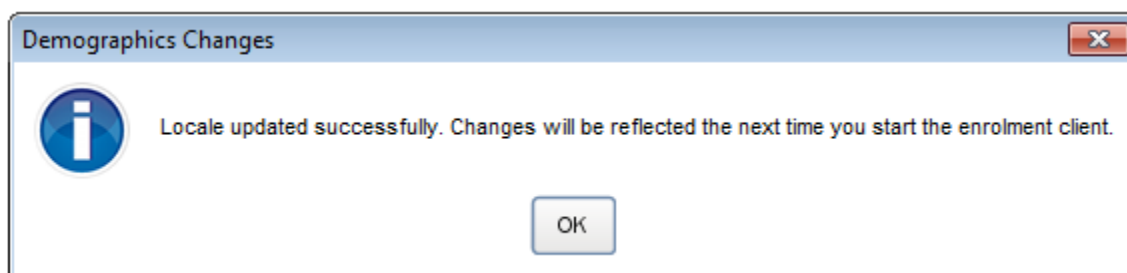 Demographics Changes
Locale updated successfully. Changes will be reflected the next time you start the enrolment client.
OK